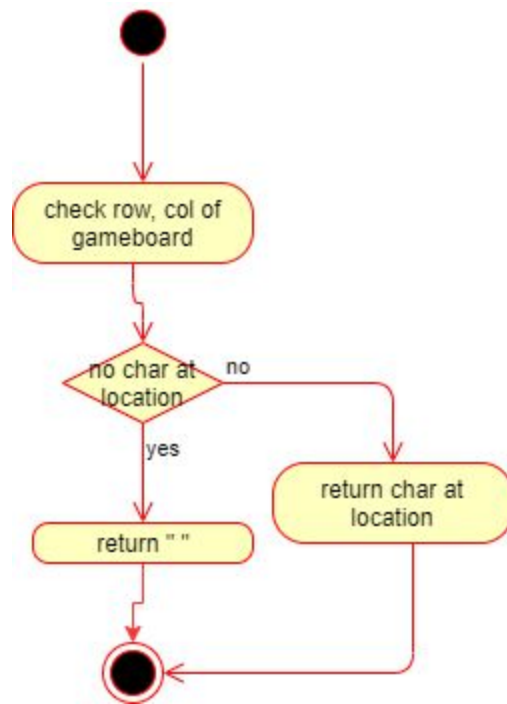 check row, col of
gameboard
no char at
location
no
yes
return char at
location
return " "